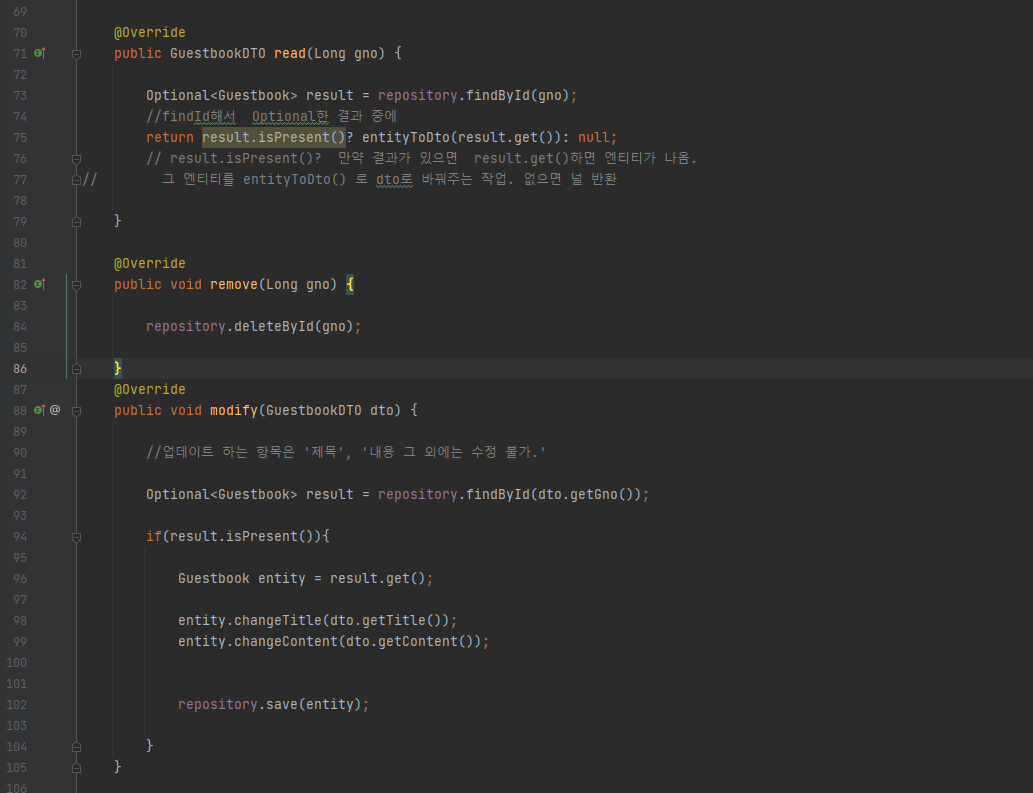 69
70 @Override
71 public GuestbookDTO read(Long gno) {
72
73 Optional<Guestbook> result = repository.findById(gno);
74 //findId해서  Optional한 결과 중에
75 return result.isPresent()? entityToDto(result.get()): null;
76 // result.isPresent()?  만약 결과가 있으면  result.get()하면 엔티티가 나옴.
77 //        그 엔티티를 entityToDto() 로 dto로 바꿔주는 작업. 없으면 널 반환
78
79 }
80
81 @Override
82 public void remove(Long gno) {
83
84 repository.deleteById(gno);
85
86 }
87 @Override
88 @ public void modify(GuestbookDTO dto) {
89
90 //업데이트 하는 항목은 '제목', '내용 그 외에는 수정 불가.'
91
92 Optional<Guestbook> result = repository.findById(dto.getGno());
93
94 if(result.isPresent()){
95
96 Guestbook entity = result.get();
97
98 entity.changeTitle(dto.getTitle());
99 entity.changeContent(dto.getContent());
100
101
102 repository.save(entity);
103
104 }
105 }
106